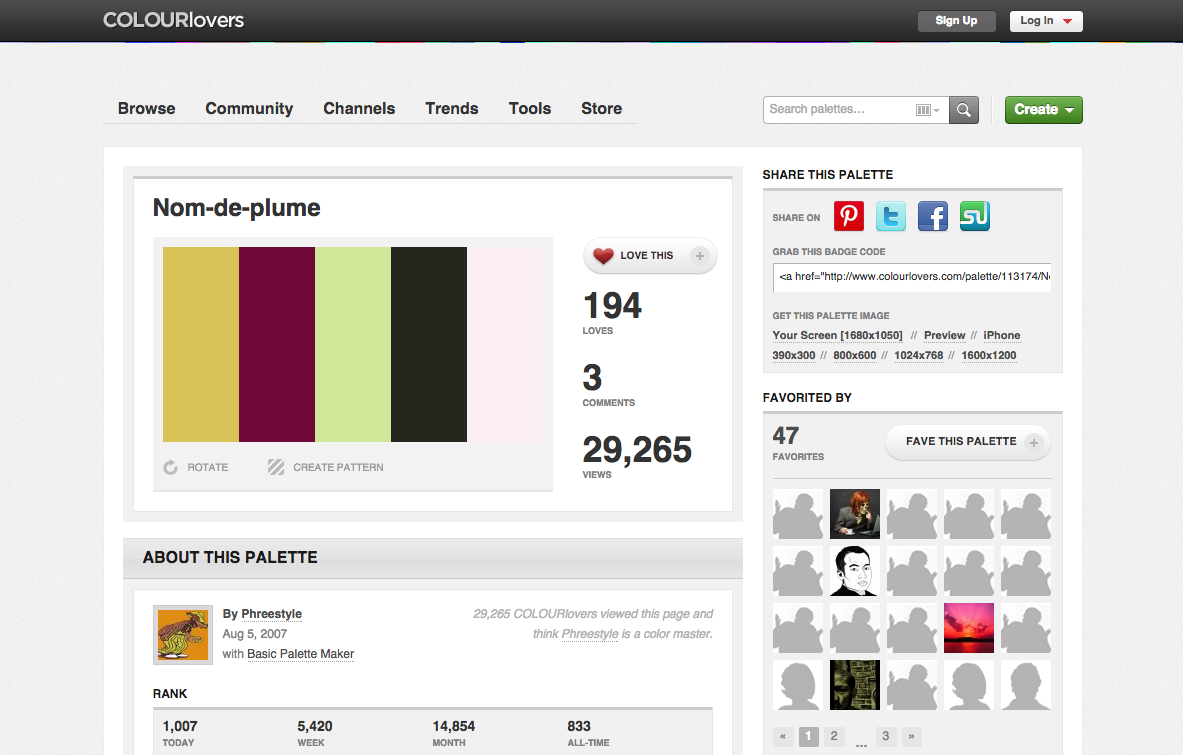 COLOURlovers
Sign Up
Log In
Browse Community Channels Trends Tools Store
Search palettes...
Create
Nom-de-plume
LOVE THIS
194
LOVES
3
COMMENTS
29,265
VIEWS
ROTATE
CREATE PATTERN
ABOUT THIS PALETTE
By Phreestyle
Aug 5, 2007
with Basic Palette Maker
29,265 COLOURlovers viewed this page and
think Phreestyle is a color master.
RANK
1,007 5,420 14,854 833
TODAY WEEK MONTH ALL-TIME
SHARE THIS PALETTE
SHARE ON
GRAB THIS BADGE CODE
<a href="http://www.colourlovers.com/palette/113174/N
GET THIS PALETTE IMAGE
Your Screen [1680x1050] // Preview // iPhone
390x300 // 800x600 // 1024x768 // 1600x1200
FAVORITED BY
47
FAVORITES
FAVE THIS PALETTE
« 1 2 ... 3 »